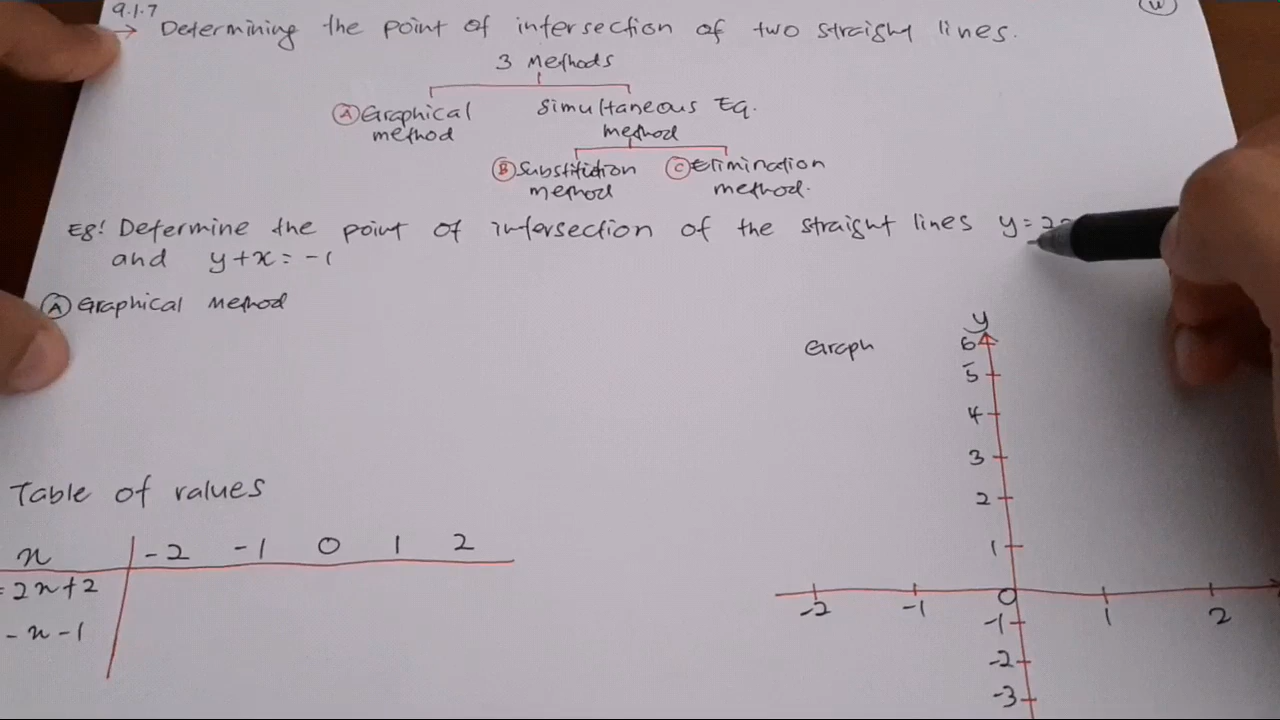 9.1.7
→ Determining the point of intersection of two straight lines.
3 Methods
Ⓐ Graphical method
Simultaneous Eq. method
Ⓑ Substitution method
Ⓒ Elimination method.
Eg: Determine the point of intersection of the straight lines y=2
and y+x=-1
Ⓐ Graphical Method
Graph
y
6
5
4
3
2
1
-2 -1 0 1 2
-1
-2
-3
Table of values
x -2 -1 0 1 2
=2x+2
-x-1